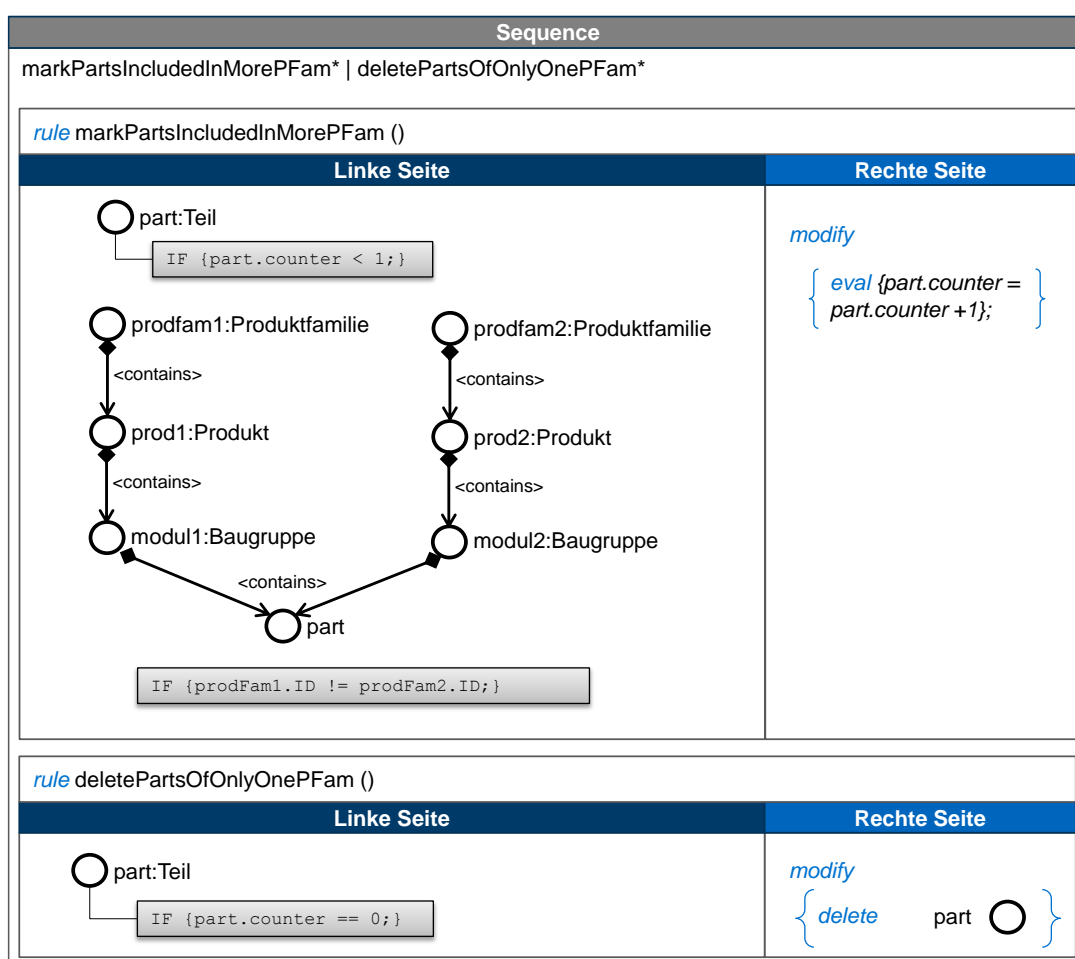 Sequence
markPartsIncludedInMorePFam* | deletePartsOfOnlyOnePFam*
rule markPartsIncludedInMorePFam ()
Linke Seite
Rechte Seite
part:Teil
IF {part.counter < 1;}
modify
eval {part.counter =
part.counter +1};
prodfam1:Produktfamilie
prodfam2:Produktfamilie
<contains>
<contains>
prod1:Produkt
prod2:Produkt
<contains>
<contains>
modul1:Baugruppe
modul2:Baugruppe
<contains>
part
IF {prodFam1.ID != prodFam2.ID;}
rule deletePartsOfOnlyOnePFam ()
Linke Seite
Rechte Seite
part:Teil
IF {part.counter == 0;}
modify
delete part